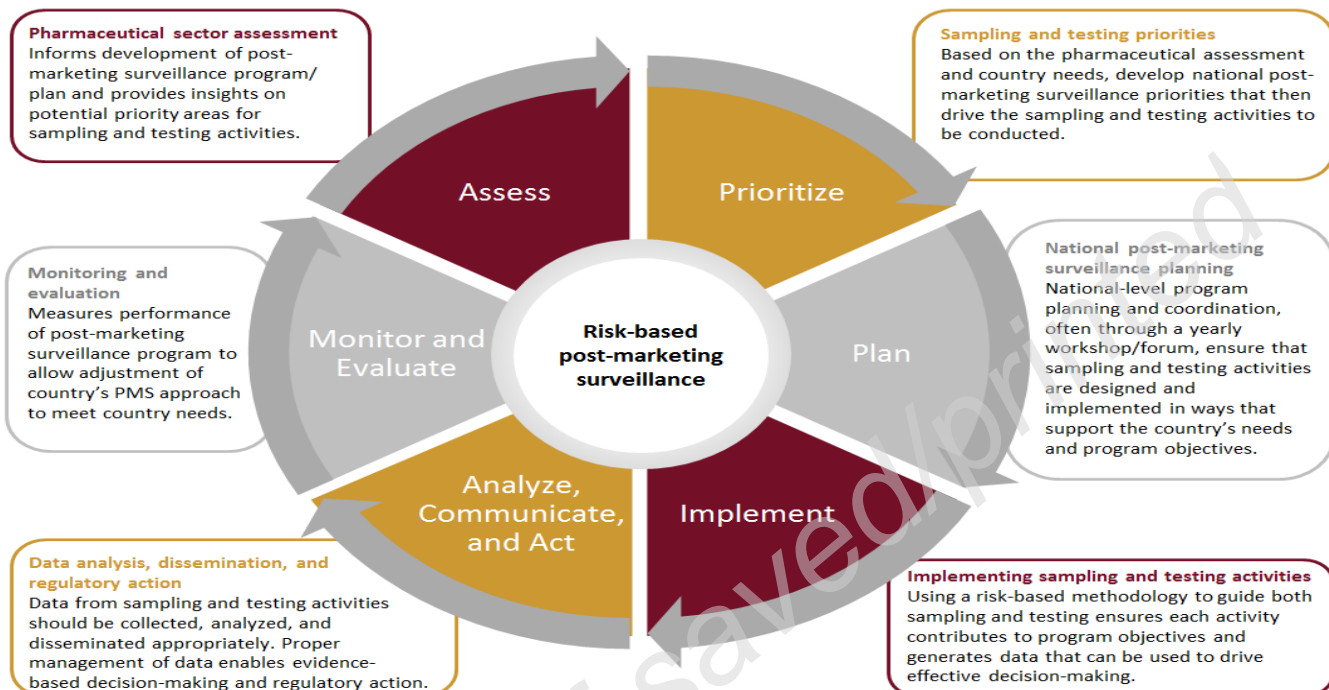 Pharmaceutical sector assessment
Informs development of post-
marketing surveillance program/
plan and provides insights on
potential priority areas for
sampling and testing activities.
Sampling and testing priorities
Based on the pharmaceutical assessment
and country needs, develop national post-
marketing surveillance priorities that then
drive the sampling and testing activities to
be conducted.
Assess
Prioritize
Monitoring and
evaluation
Measures performance
of post-marketing
surveillance program to
allow adjustment of
country's PMS approach
to meet country needs.
Monitor and
Evaluate
Risk-based
post-marketing
surveillance
Plan
National post-marketing
surveillance planning
National-level program
planning and coordination,
often through a yearly
workshop/forum, ensure that
sampling and testing activities
are designed and
implemented in ways that
support the country's needs
and program objectives.
Analyze,
Communicate,
and Act
Implement
Data analysis, dissemination, and
regulatory action
Data from sampling and testing activities
should be collected, analyzed, and
disseminated appropriately. Proper
management of data enables evidence-
based decision-making and regulatory action.
Implementing sampling and testing activities
Using a risk-based methodology to guide both
sampling and testing ensures each activity
contributes to program objectives and
generates data that can be used to drive
effective decision-making.
saved/printed